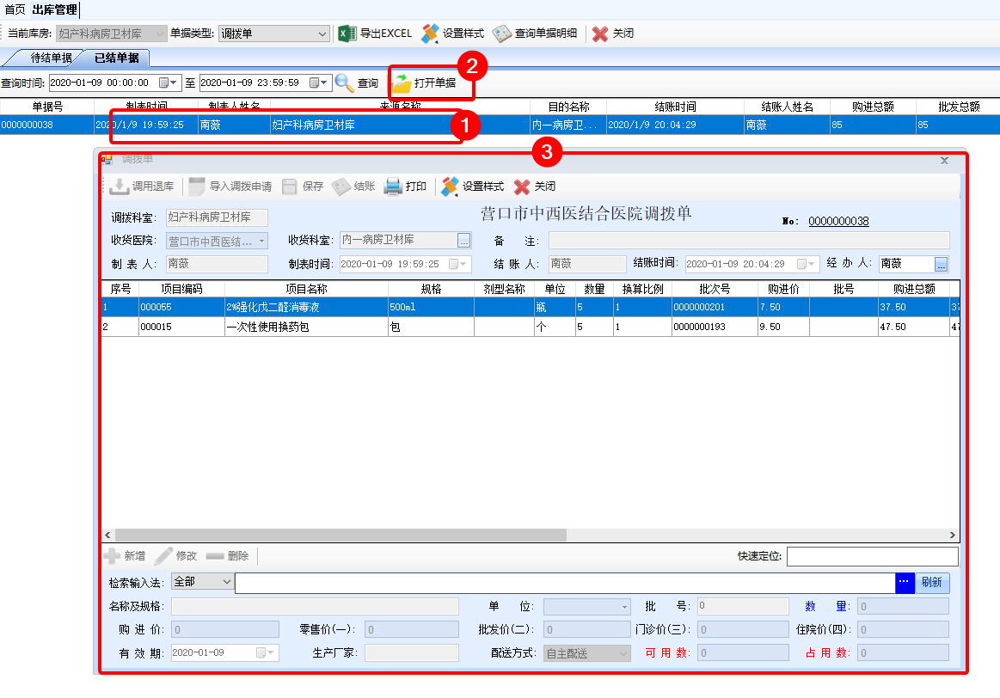 首页 出库管理
当前库房: 妇产科病房卫材库 单据类型: 调拨单 导出EXCEL 设置样式 查询单据明细 关闭
待结单据 已结单据
查询时间: 2020-01-09 00:00:00 至 2020-01-09 23:59:59 查询 打开单据 2
单据号 制表时间 制表人姓名 来源名称 目的名称 结账时间 结账人姓名 购进总额 批发总额
0000000038 2020/1/9 19:59:25 南薇 妇产科病房卫材库 1 内一病房卫... 2020/1/9 20:04:29 南薇 85 85
3
调拨单 x
调用退库 导入调拨申请 保存 结账 打印 设置样式 关闭
营口市中西医结合医院调拨单
调拨科室: 妇产科病房卫材库 No: 0000000038
收货医院: 营口市中西医结... 收货科室: 内一病房卫材库 ... 备 注:
制 表 人: 南薇 制表时间: 2020-01-09 19:59:25 结 账 人: 南薇 结账时间: 2020-01-09 20:04:29 经 办 人: 南薇 ...
序号 项目编码 项目名称 规格 剂型名称 单位 数量 换算比例 批次号 购进价 批号 购进总额
1 000055 2%强化戊二醛消毒液 500ml 瓶 5 1 0000000201 7.50 37.50 37
2 000015 一次性使用换药包 包 个 5 1 0000000193 9.50 47.50 47
新增 修改 删除 快速定位:
检索输入法: 全部 ... 刷新
名称及规格: 单 位: 批 号: 0 数 量: 0
购 进 价: 0 零售价(一): 0 批发价(二): 0 门诊价(三): 0 住院价(四): 0
有 效 期: 2020-01-09 生产厂家: 配送方式: 自主配送 可 用 数: 0 占 用 数: 0